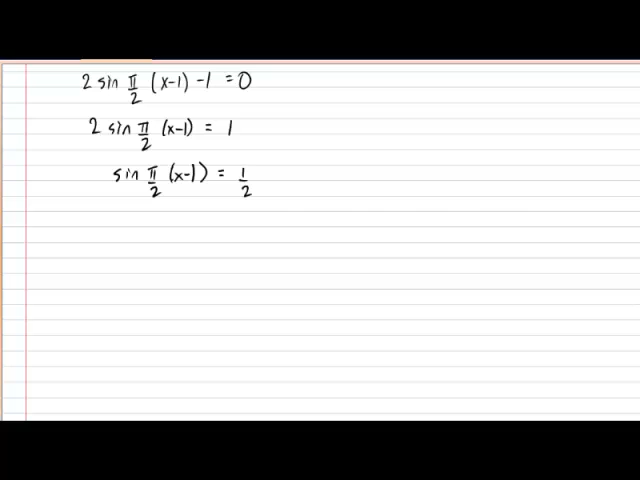 2 sin π/2 (x-1) -1 = 0
2 sin π/2 (x-1) = 1
sin π/2 (x-1) = 1/2